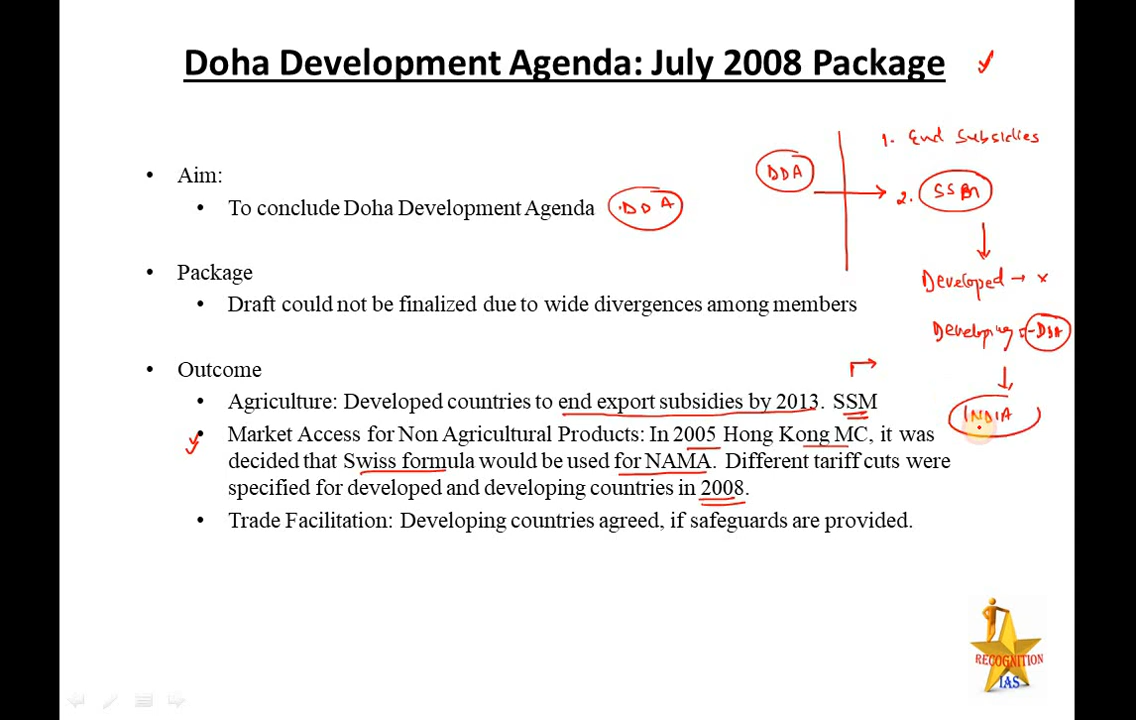 Doha Development Agenda: July 2008 Package
1. End Subsidies
DDA
2. SSM
• Aim:
• To conclude Doha Development Agenda
DDA
Developed → x
• Package
• Draft could not be finalized due to wide divergences among members
Developing
• Outcome
• Agriculture: Developed countries to end export subsidies by 2013. SSM
INDIA
• Market Access for Non Agricultural Products: In 2005 Hong Kong MC, it was
decided that Swiss formula would be used for NAMA. Different tariff cuts were
specified for developed and developing countries in 2008.
• Trade Facilitation: Developing countries agreed, if safeguards are provided.
RECOGNITION
IAS